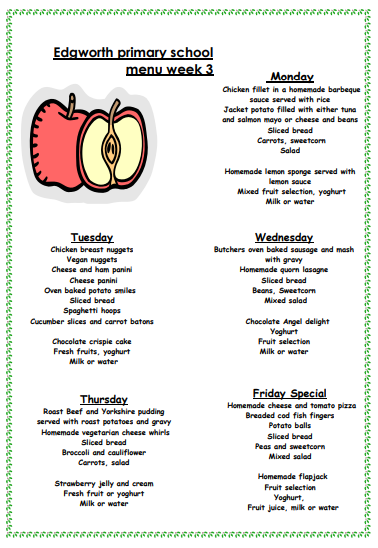 Edgworth primary school
menu week 3
Monday
Chicken fillet in a homemade barbeque
sauce served with rice
Jacket potato filled with either tuna
and salmon mayo or cheese and beans
Sliced bread
Carrots, sweetcorn
Salad
Homemade lemon sponge served with
lemon sauce
Mixed fruit selection, yoghurt
Milk or water
Tuesday
Chicken breast nuggets
Vegan nuggets
Cheese and ham panini
Cheese panini
Oven baked potato smiles
Sliced bread
Spaghetti hoops
Cucumber slices and carrot batons
Chocolate crispie cake
Fresh fruits, yoghurt
Milk or water
Wednesday
Butchers oven baked sausage and mash
with gravy
Homemade quorn lasagne
Sliced bread
Beans, Sweetcorn
Mixed salad
Chocolate Angel delight
Yoghurt
Fruit selection
Milk or water
Thursday
Roast Beef and Yorkshire pudding
served with roast potatoes and gravy
Homemade vegetarian cheese whirls
Sliced bread
Broccoli and cauliflower
Carrots, salad
Strawberry jelly and cream
Fresh fruit or yoghurt
Milk or water
Friday Special
Homemade cheese and tomato pizza
Breaded cod fish fingers
Potato balls
Sliced bread
Peas and sweetcorn
Mixed salad
Homemade flapjack
Fruit selection
Yoghurt,
Fruit juice, milk or water